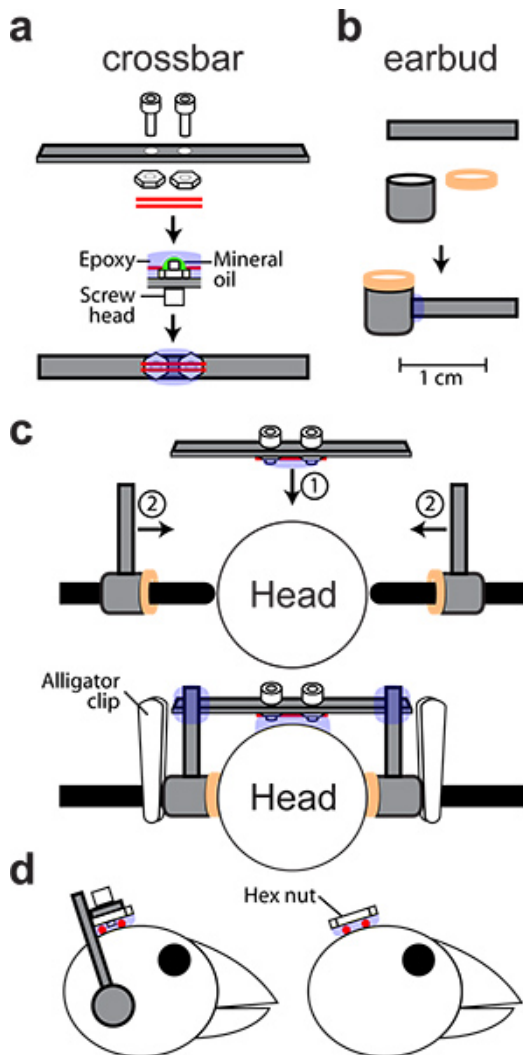 a
crossbar
Epoxy
Mineral
oil
Screw
head
b
earbud
1 cm
c
1
2
2
Head
Alligator
clip
Head
d
Hex nut